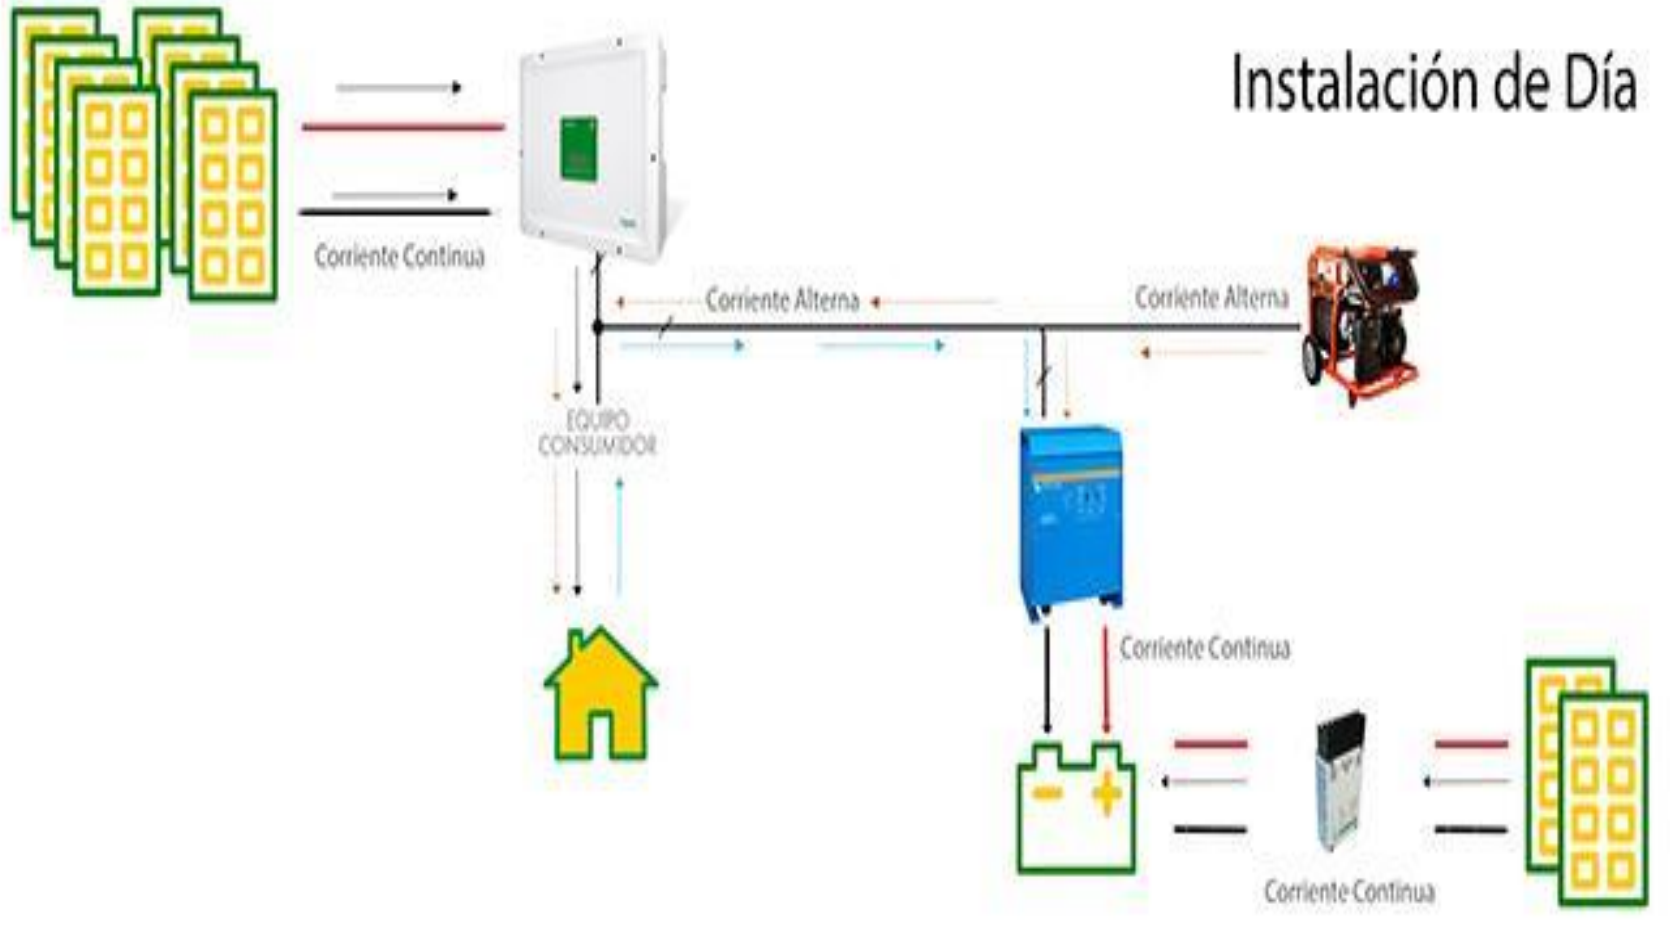 Instalación de Día
Corriente Continua
Corriente Alterna
Corriente Alterna
EQUIPO
CONSUMIDOR
Corriente Continua
Corriente Continua